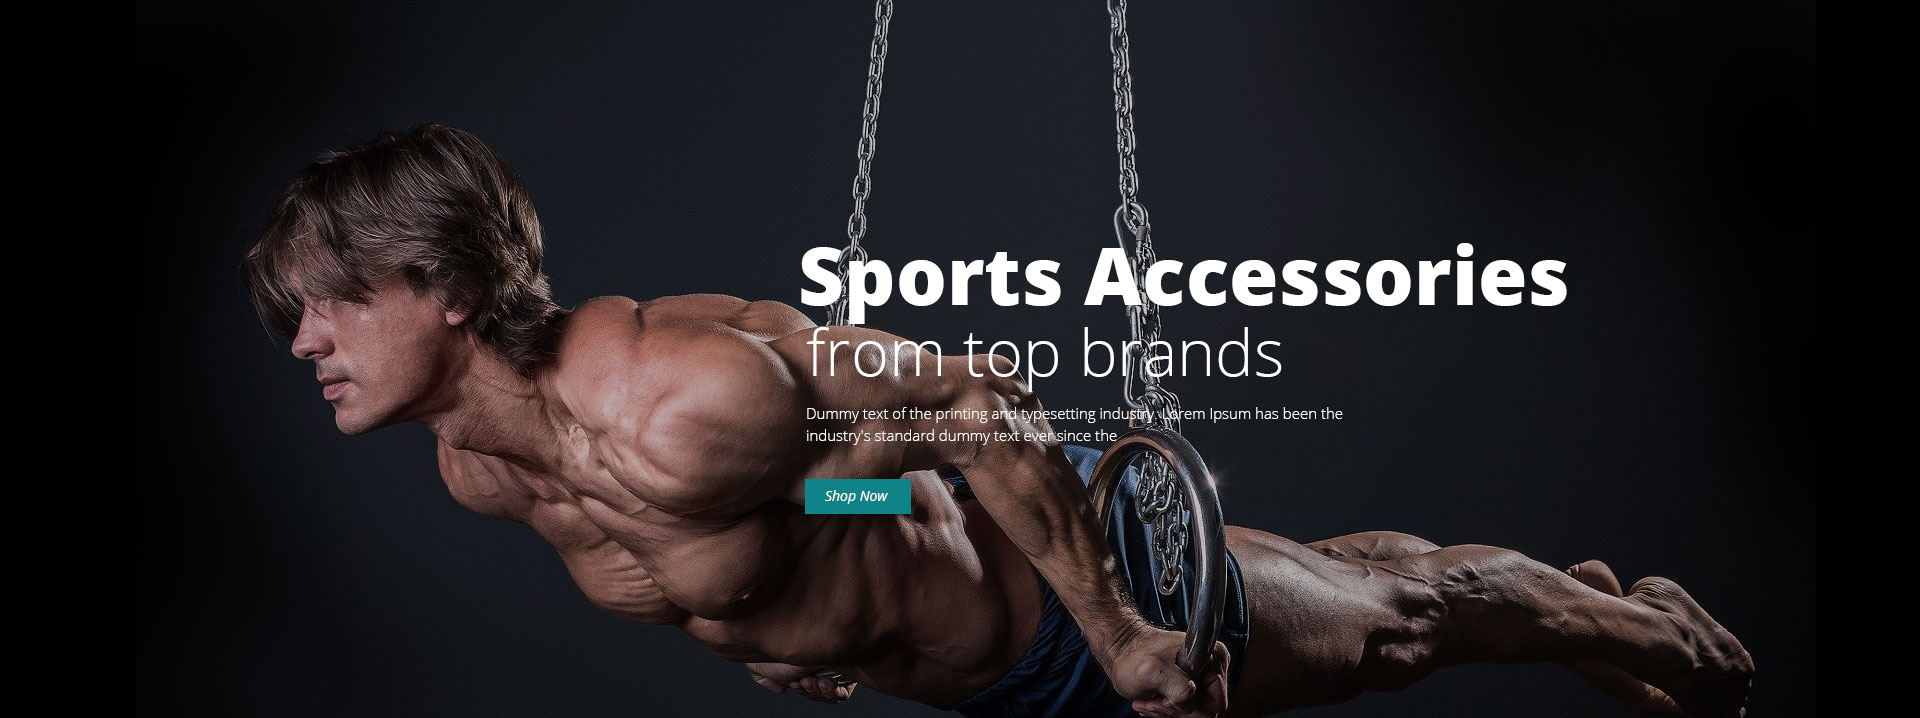 Sports Accessories
from top brands
Dummy text of the printing and typesetting industry. Lorem Ipsum has been the
industry's standard dummy text ever since the
Shop Now